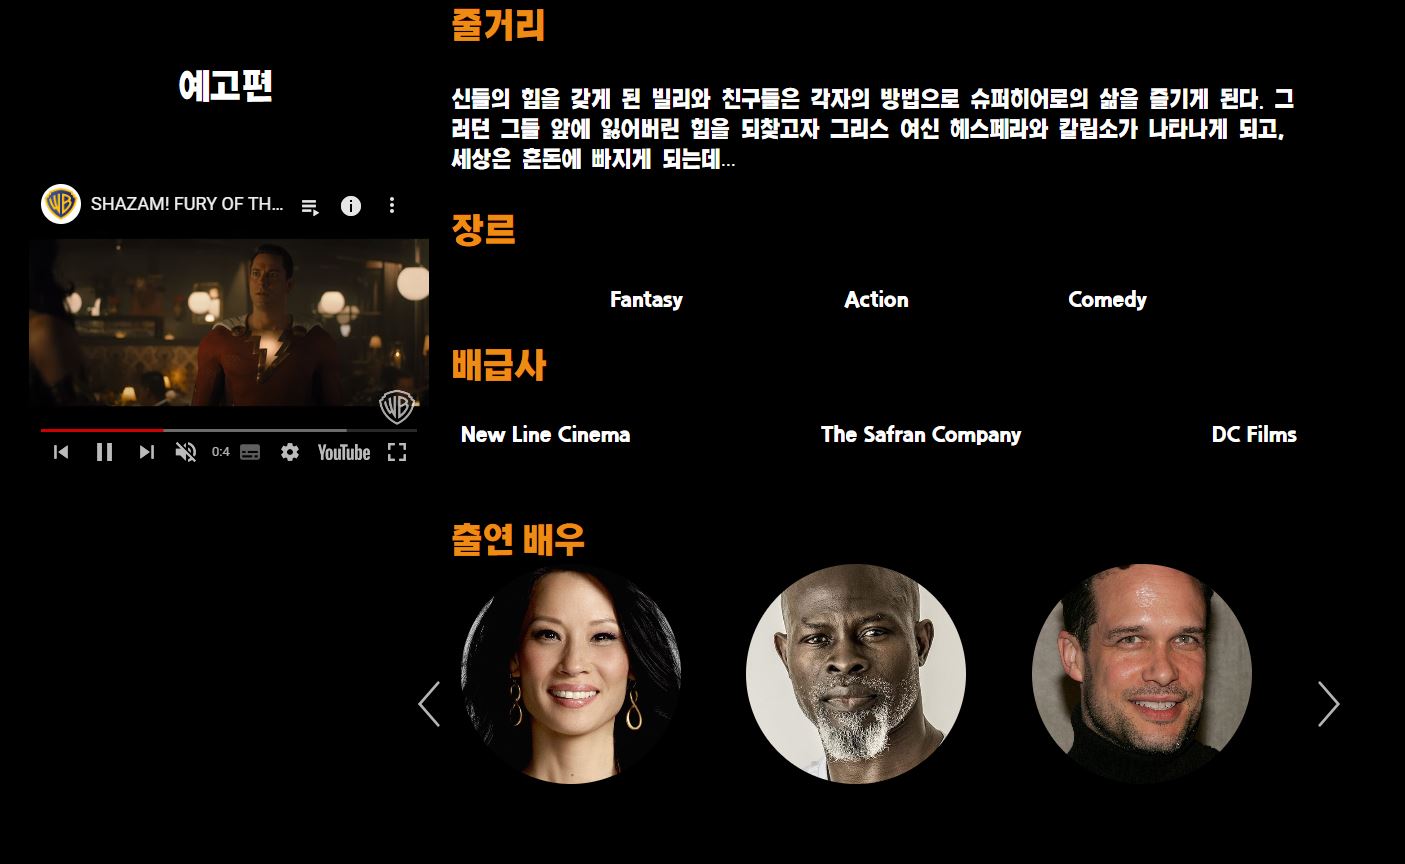 줄거리
예고편
신들의 힘을 갖게 된 빌리와 친구들은 각자의 방법으로 슈퍼히어로의 삶을 즐기게 된다. 그
러던 그들 앞에 잃어버린 힘을 되찾고자 그리스 여신 헤스페라와 칼립소가 나타나게 되고,
세상은 혼돈에 빠지게 되는데...
WB
SHAZAM! FURY OF TH...
장르
Fantasy
Action
Comedy
배급사
WB
New Line Cinema
The Safran Company
DC Films
0:4
YouTube
출연 배우